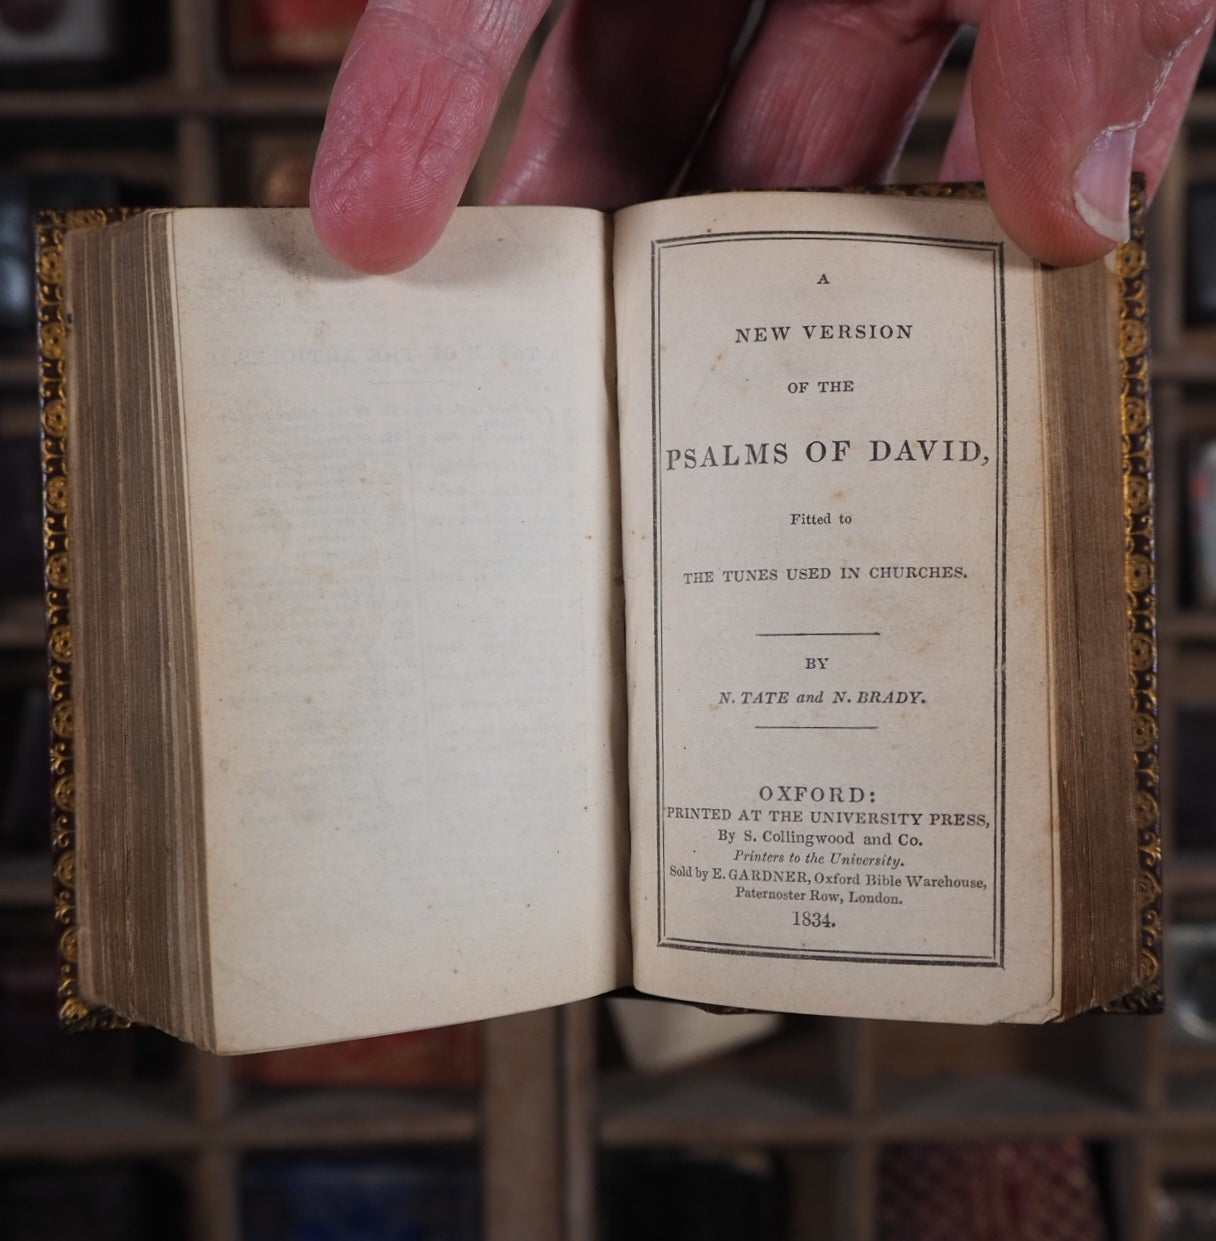 A
NEW VERSION
OF THE
PSALMS OF DAVID,
Fitted to
THE TUNES USED IN CHURCHES.
BY
N. TATE and N. BRADY.
OXFORD:
PRINTED AT THE UNIVERSITY PRESS,
By S. Collingwood and Co.
Printers to the University.
Sold by E. GARDNER, Oxford Bible Warehouse,
Paternoster Row, London.
1834.